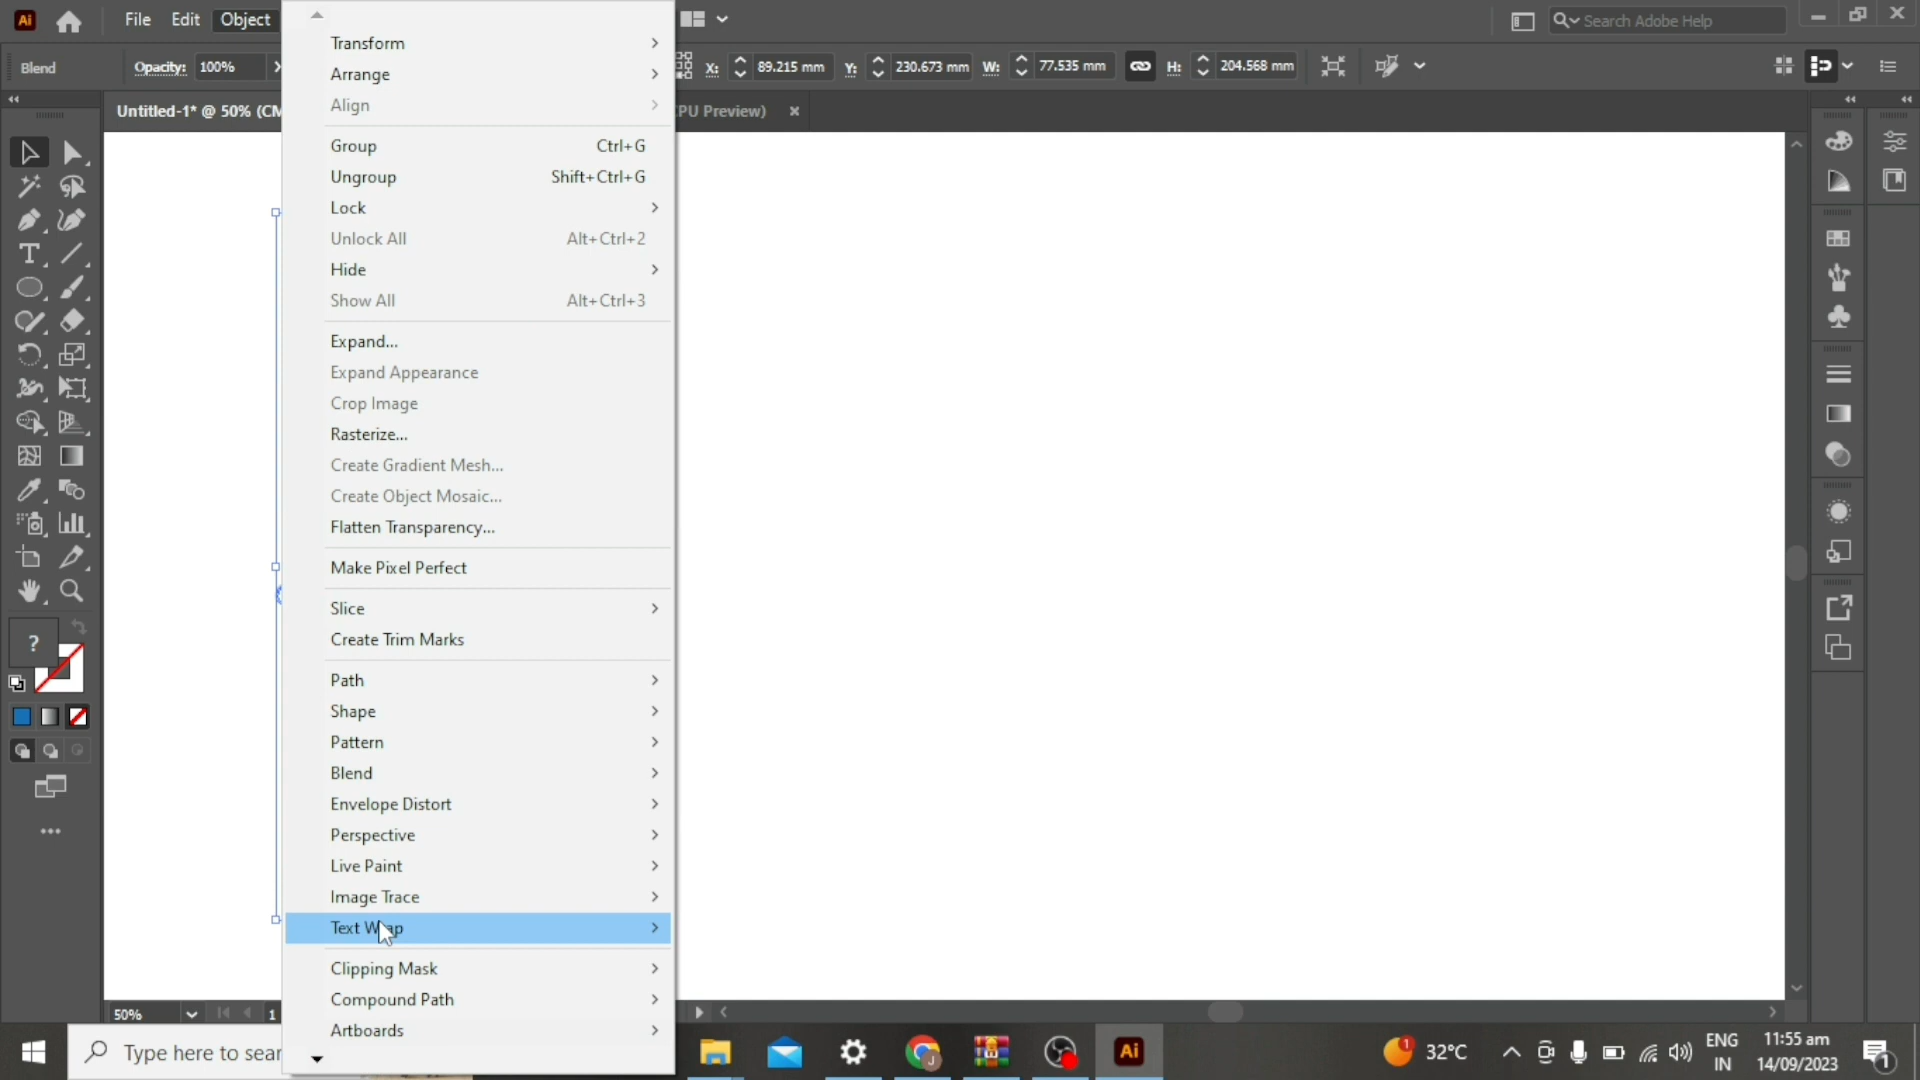 Ai File Edit Object
Search Adobe Help
Blend Opacity: 100% X: 89.215 mm Y: 230.673 mm W: 77.535 mm H: 204.568 mm
Untitled-1* @ 50% (CM PU Preview) ×
Transform
Arrange
Align
Group Ctrl+G
Ungroup Shift+Ctrl+G
Lock
Unlock All Alt+Ctrl+2
Hide
Show All Alt+Ctrl+3
Expand...
Expand Appearance
Crop Image
Rasterize...
Create Gradient Mesh...
Create Object Mosaic...
Flatten Transparency...
Make Pixel Perfect
Slice
Create Trim Marks
?
Path
Shape
Pattern
Blend
Envelope Distort
Perspective
Live Paint
Image Trace
Text Wrap
Clipping Mask
Compound Path
Artboards
50% 1
Type here to sear
Ai
1 32°C
ENG
IN
11:55 am
14/09/2023
1